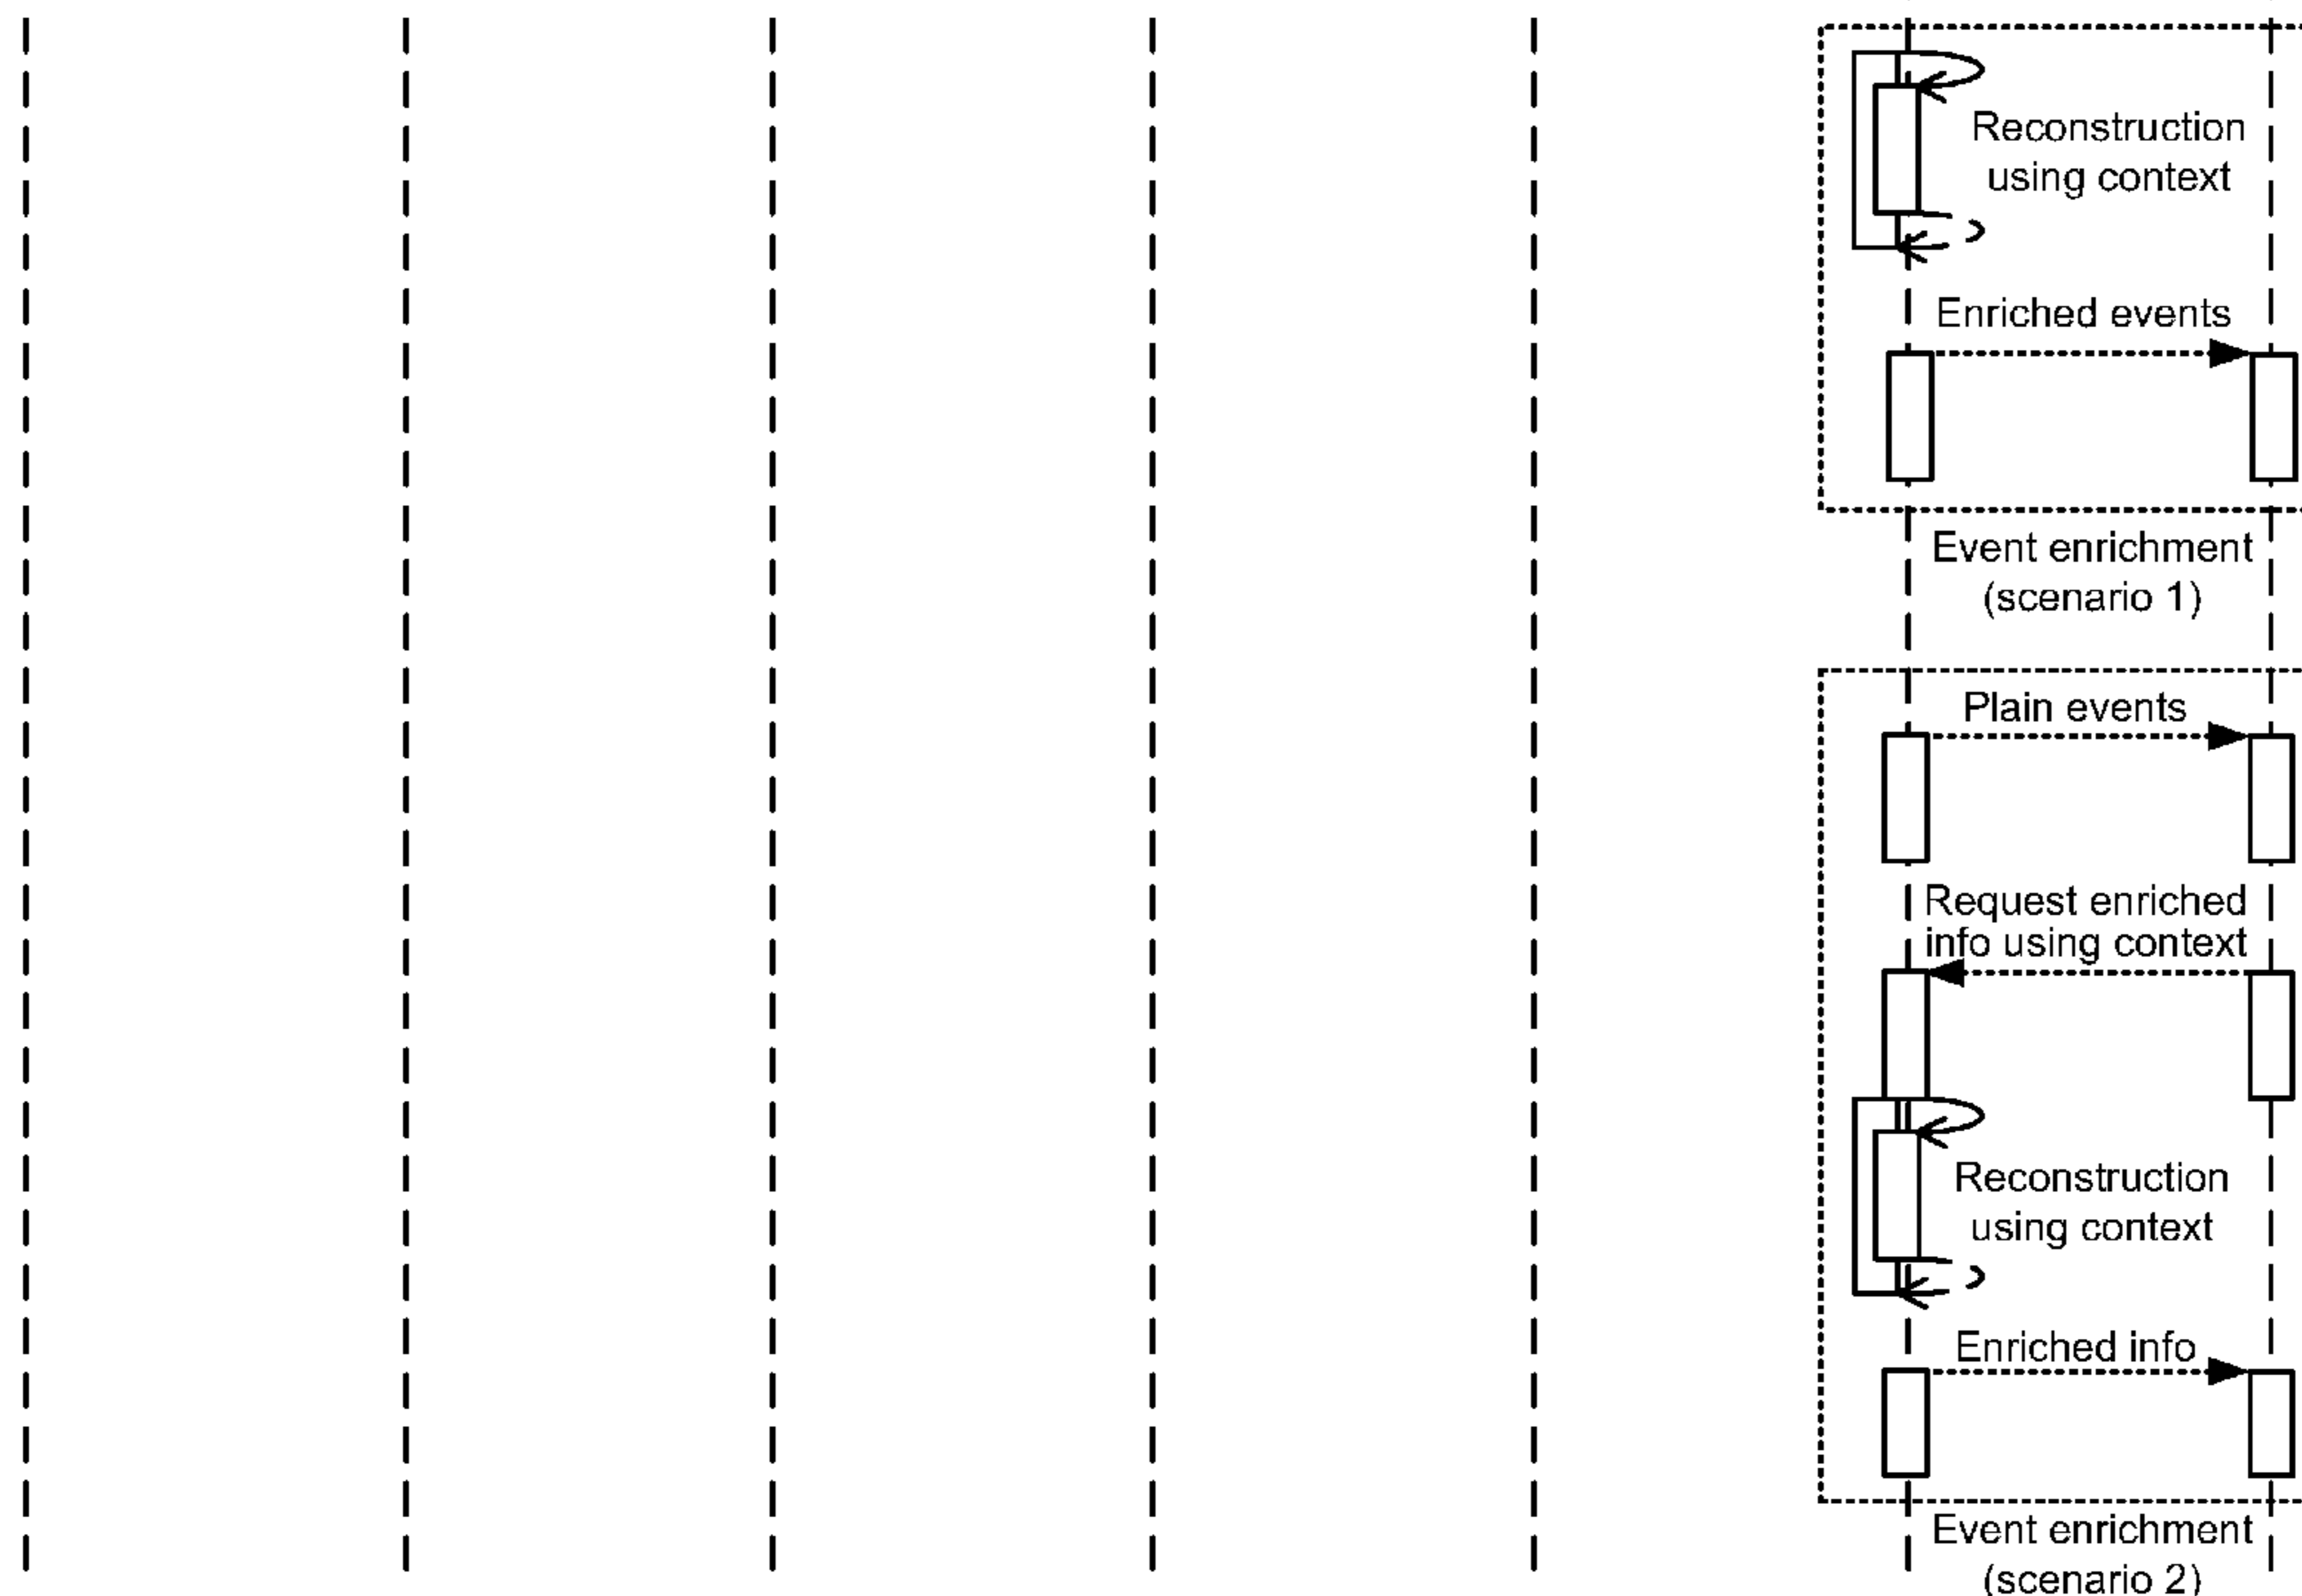 Reconstruction
using context
Enriched events
Event enrichment
(scenario 1)
Plain events
Request enriched
info using context
Reconstruction
using context
Enriched info
Event enrichment
(scenario 2)